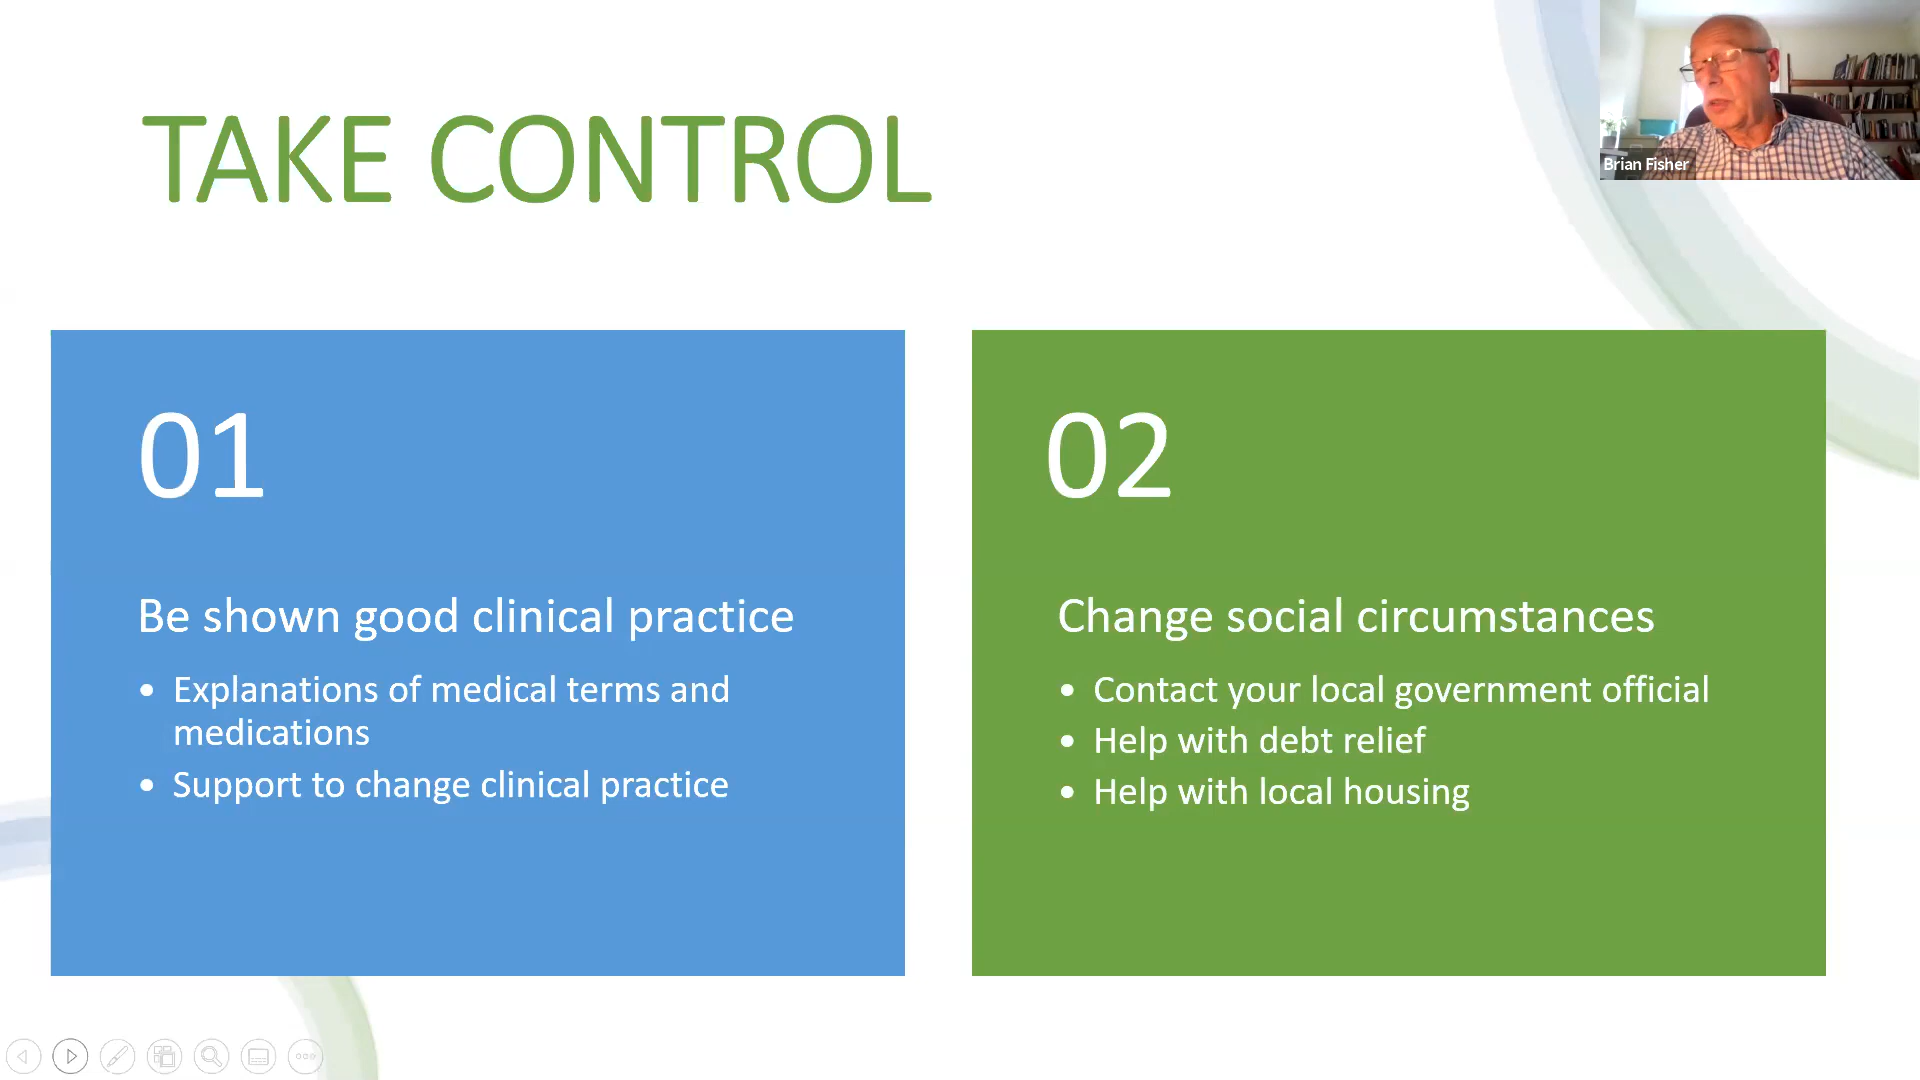 TAKE CONTROL
Brian Fisher
01
Be shown good clinical practice
• Explanations of medical terms and
medications
• Support to change clinical practice
02
Change social circumstances
• Contact your local government official
• Help with debt relief
• Help with local housing